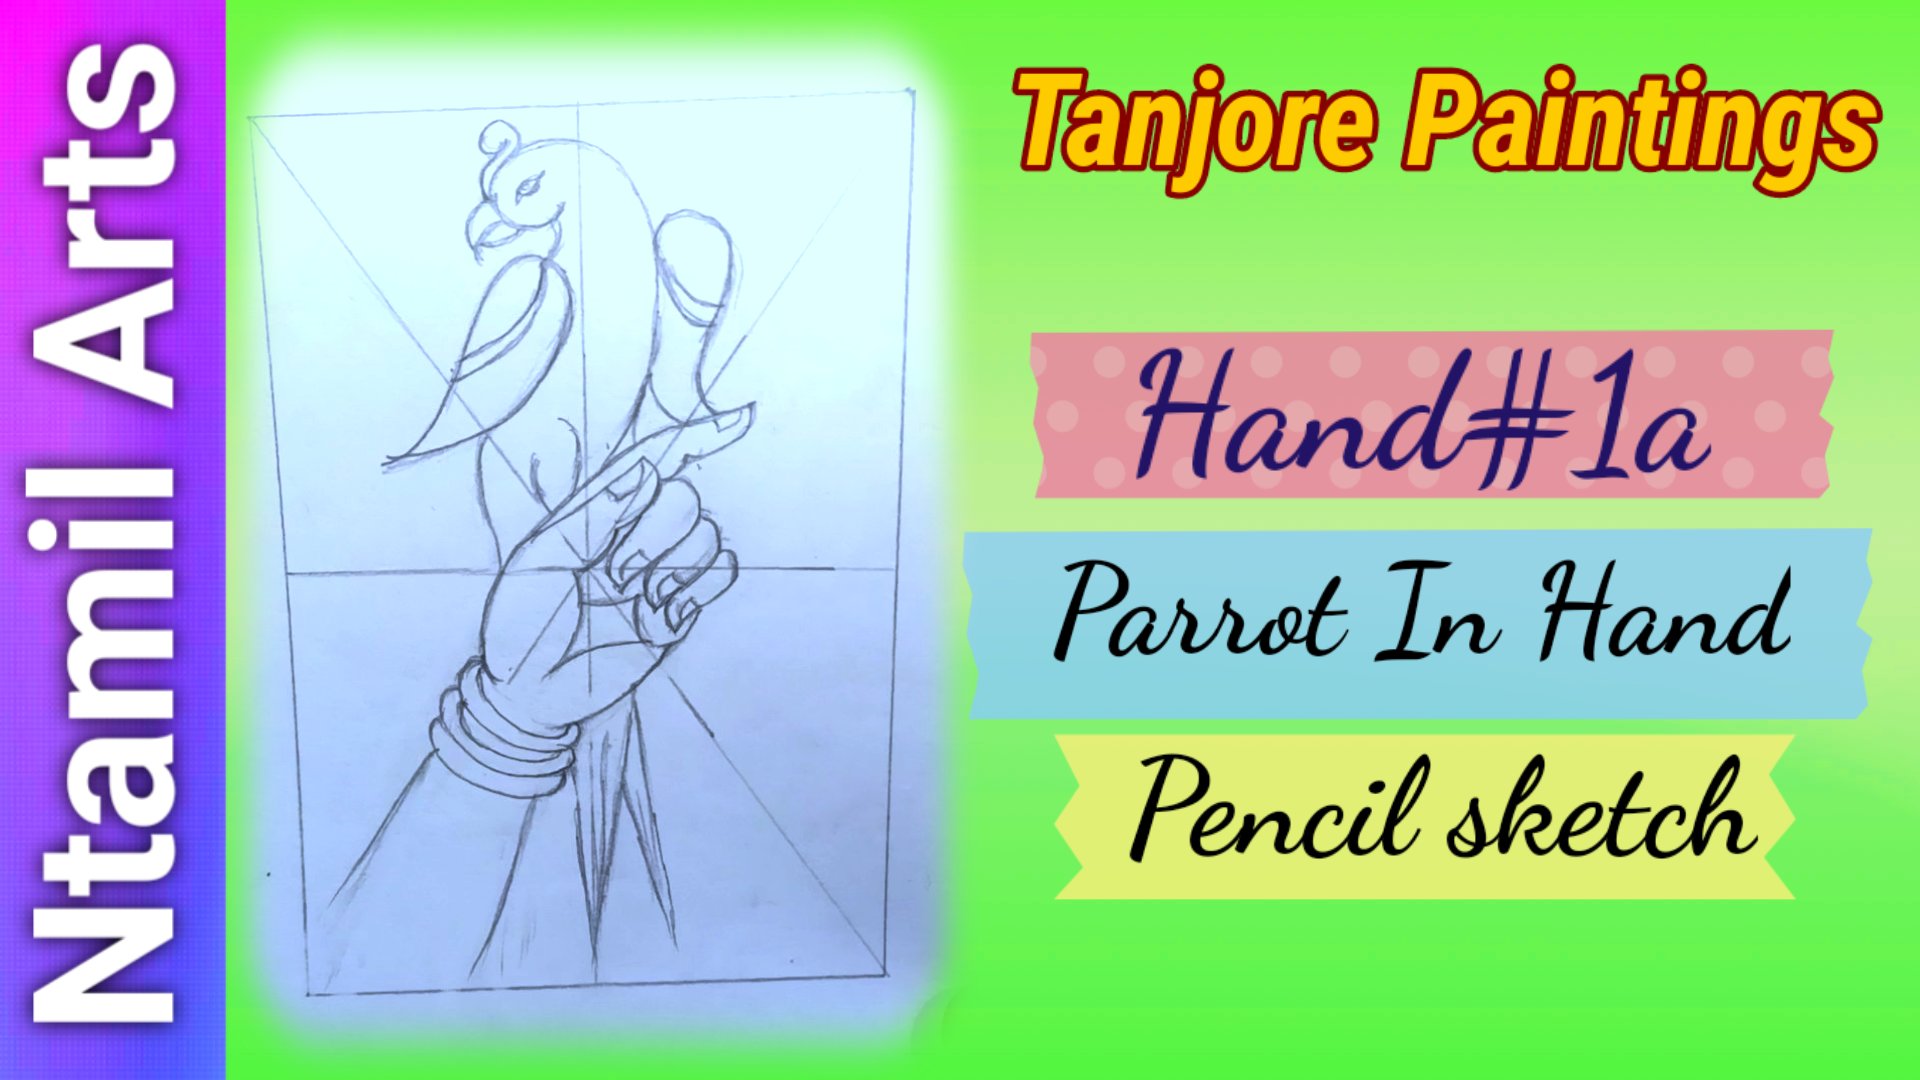 Ntamil Arts
Tanjore Paintings
Hand#1a
Parrot In Hand
Pencil sketch